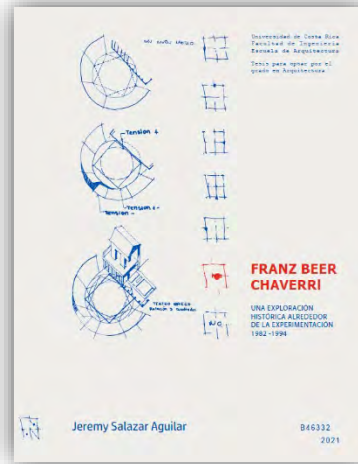 Universidad de Costa Rica
Facultad de Ingeniería
Escuela de Arquitectura
Tesis para optar por el
grado en Arquitectura
Tension +
Tension +-
Tension -
NO
FRANZ BEER
CHAVERRI
UNA EXPLORACIÓN
HISTÓRICA ALREDEDOR
DE LA EXPERIMENTACIÓN
1982 -1994
Jeremy Salazar Aguilar
B46332
2021